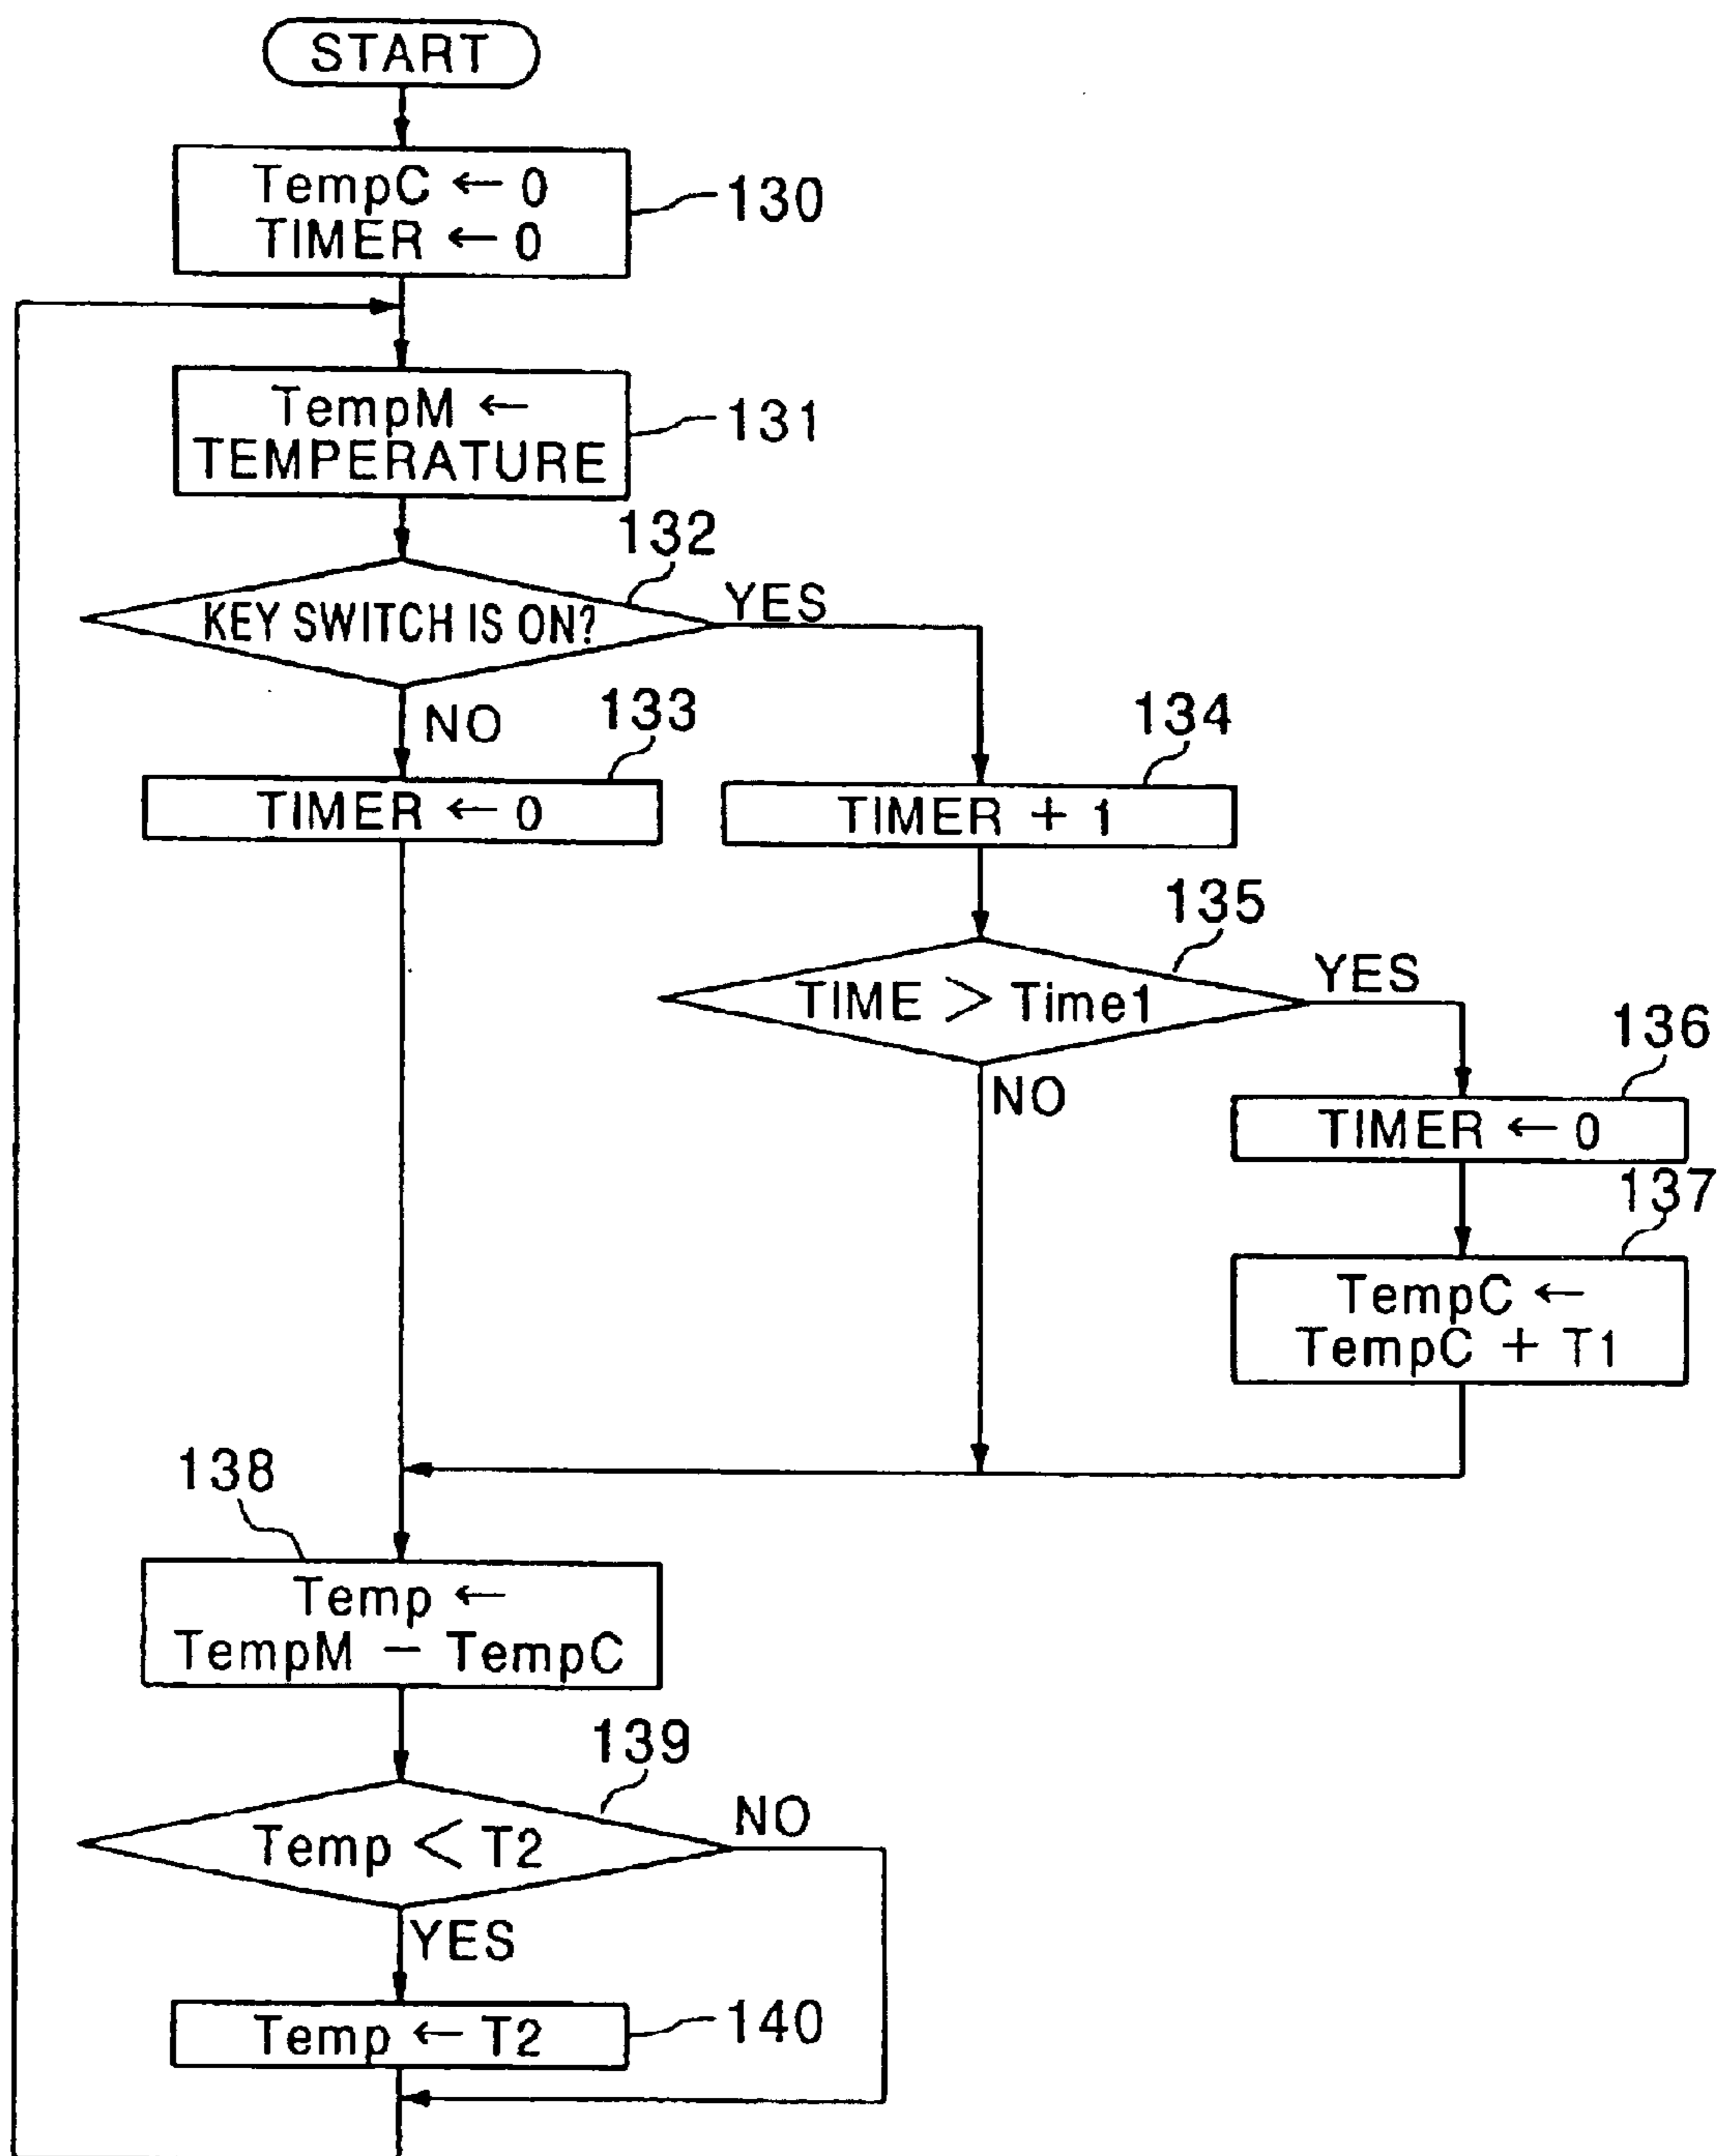 START
TempC ← 0
TIMER ← 0
130
TempM ←
TEMPERATURE
131
132
KEY SWITCH IS ON?
YES
NO
133
TIMER ← 0
134
TIMER + 1
135
TIME > Time1
YES
NO
136
TIMER ← 0
137
TempC ←
TempC + T1
138
Temp ←
TempM − TempC
139
Temp < T2
NO
YES
Temp ← T2
140